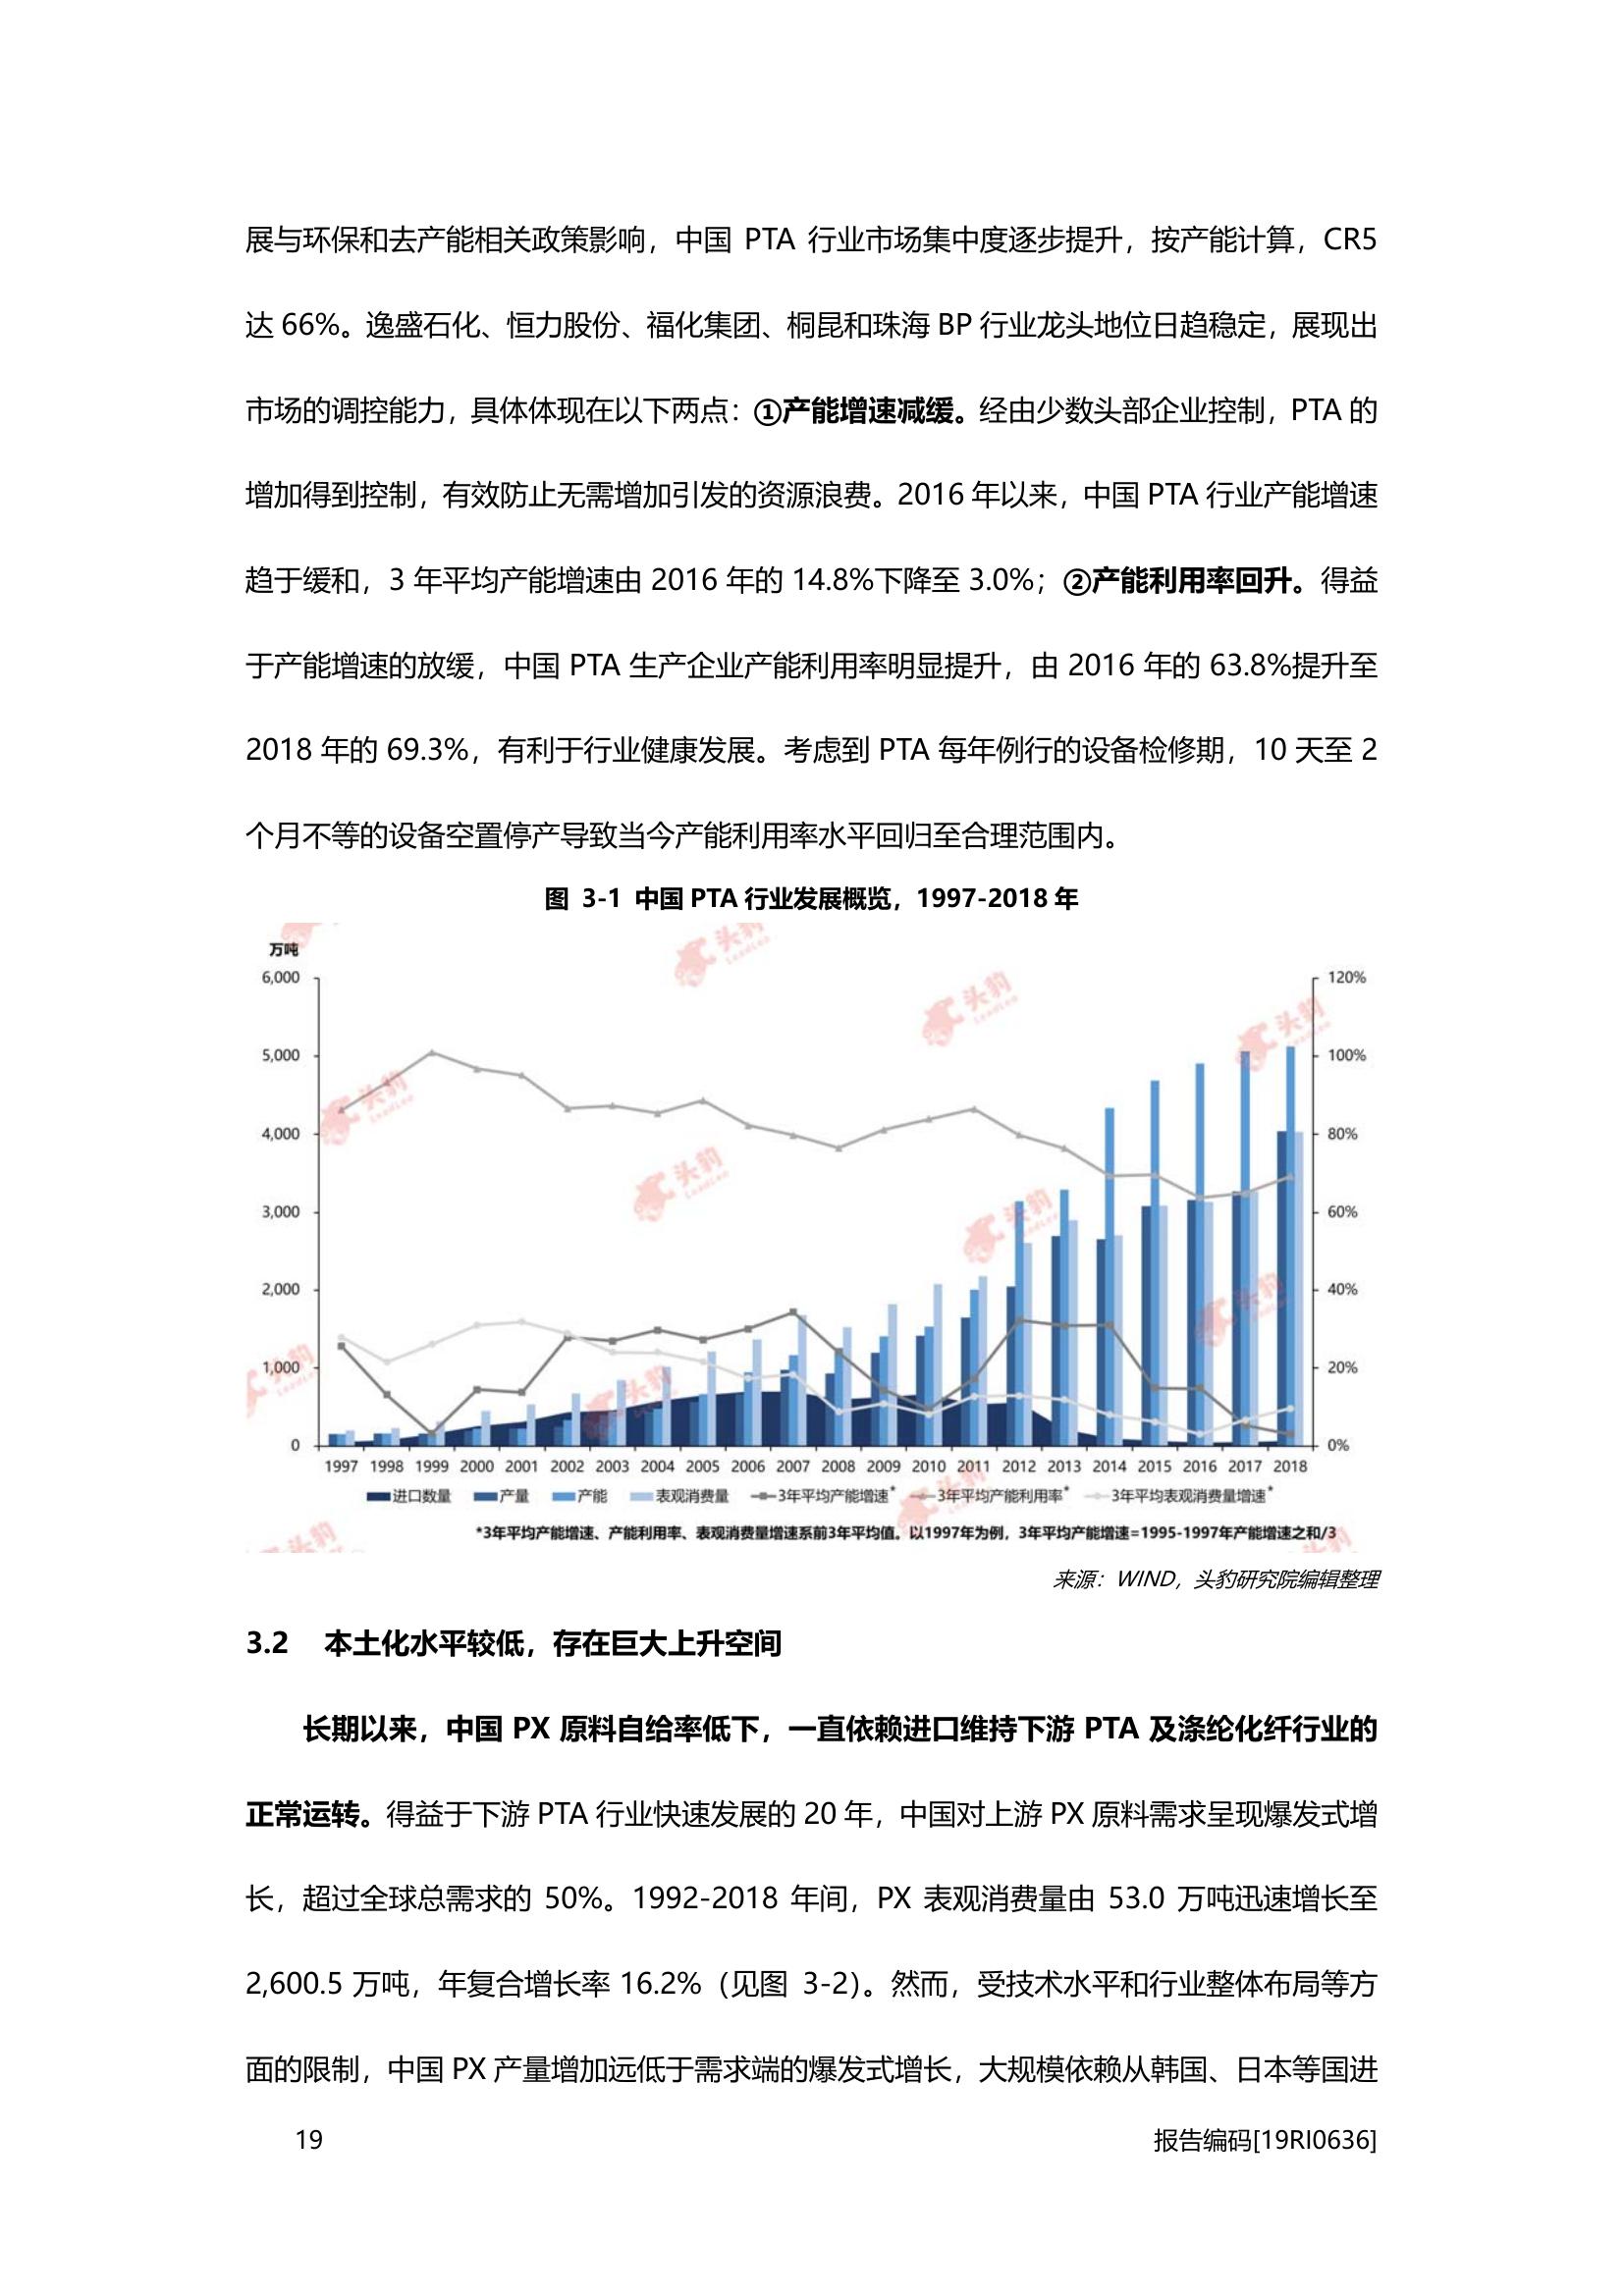 展与环保和去产能相关政策影响，中国 PTA 行业市场集中度逐步提升，按产能计算，CR5
达 66%。逸盛石化、恒力股份、福化集团、桐昆和珠海 BP 行业龙头地位日趋稳定，展现出
市场的调控能力，具体体现在以下两点：①产能增速减缓。经由少数头部企业控制，PTA 的
增加得到控制，有效防止无需增加引发的资源浪费。2016 年以来，中国 PTA 行业产能增速
趋于缓和，3 年平均产能增速由 2016 年的 14.8%下降至 3.0%；②产能利用率回升。得益
于产能增速的放缓，中国 PTA 生产企业产能利用率明显提升，由 2016 年的 63.8%提升至
2018 年的 69.3%，有利于行业健康发展。考虑到 PTA 每年例行的设备检修期，10 天至 2
个月不等的设备空置停产导致当今产能利用率水平回归至合理范围内。
图 3-1 中国 PTA 行业发展概览，1997-2018 年
万吨
6,000 120%
5,000 100%
4,000 80%
3,000 60%
2,000 40%
1,000 20%
0 0%
1997 1998 1999 2000 2001 2002 2003 2004 2005 2006 2007 2008 2009 2010 2011 2012 2013 2014 2015 2016 2017 2018
进口数量 产量 产能 表观消费量 3年平均产能增速* 3年平均产能利用率* 3年平均表观消费量增速*
*3年平均产能增速、产能利用率、表观消费量增速系前3年平均值。以1997年为例，3年平均产能增速=1995-1997年产能增速之和/3
头豹
LeadLeo
来源：WIND，头豹研究院编辑整理
3.2 本土化水平较低，存在巨大上升空间
长期以来，中国 PX 原料自给率低下，一直依赖进口维持下游 PTA 及涤纶化纤行业的
正常运转。得益于下游 PTA 行业快速发展的 20 年，中国对上游 PX 原料需求呈现爆发式增
长，超过全球总需求的 50%。1992-2018 年间，PX 表观消费量由 53.0 万吨迅速增长至
2,600.5 万吨，年复合增长率 16.2%（见图 3-2）。然而，受技术水平和行业整体布局等方
面的限制，中国 PX 产量增加远低于需求端的爆发式增长，大规模依赖从韩国、日本等国进
19 报告编码[19RI0636]